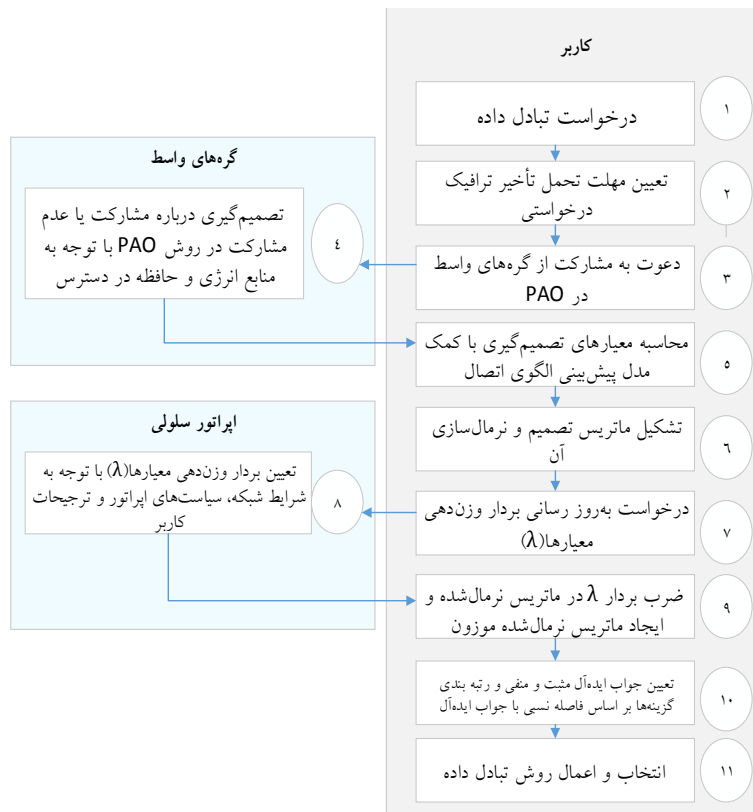 کاربر
۱
درخواست تبادل داده
۲
تعیین مهلت تحمل تأخیر ترافیک
درخواستی
۳
دعوت به مشارکت از گره‌های واسط
در PAO
گره‌های واسط
٤
تصمیم‌گیری درباره مشارکت یا عدم
مشارکت در روش PAO با توجه به
منابع انرژی و حافظه در دسترس
۵
محاسبه معیارهای تصمیم‌گیری با کمک
مدل پیش‌بینی الگوی اتصال
٦
تشکیل ماتریس تصمیم و نرمال‌سازی
آن
۷
درخواست به‌روز رسانی بردار وزن‌دهی
معیارها(λ)
اپراتور سلولی
۸
تعیین بردار وزن‌دهی معیارها(λ) با توجه به
شرایط شبکه، سیاست‌های اپراتور و ترجیحات
کاربر
۹
ضرب بردار λ در ماتریس نرمال‌شده و
ایجاد ماتریس نرمال‌شده موزون
۱۰
تعیین جواب ایده‌آل مثبت و منفی و رتبه بندی
گزینه‌ها بر اساس فاصله نسبی با جواب ایده‌آل
۱۱
انتخاب و اعمال روش تبادل داده